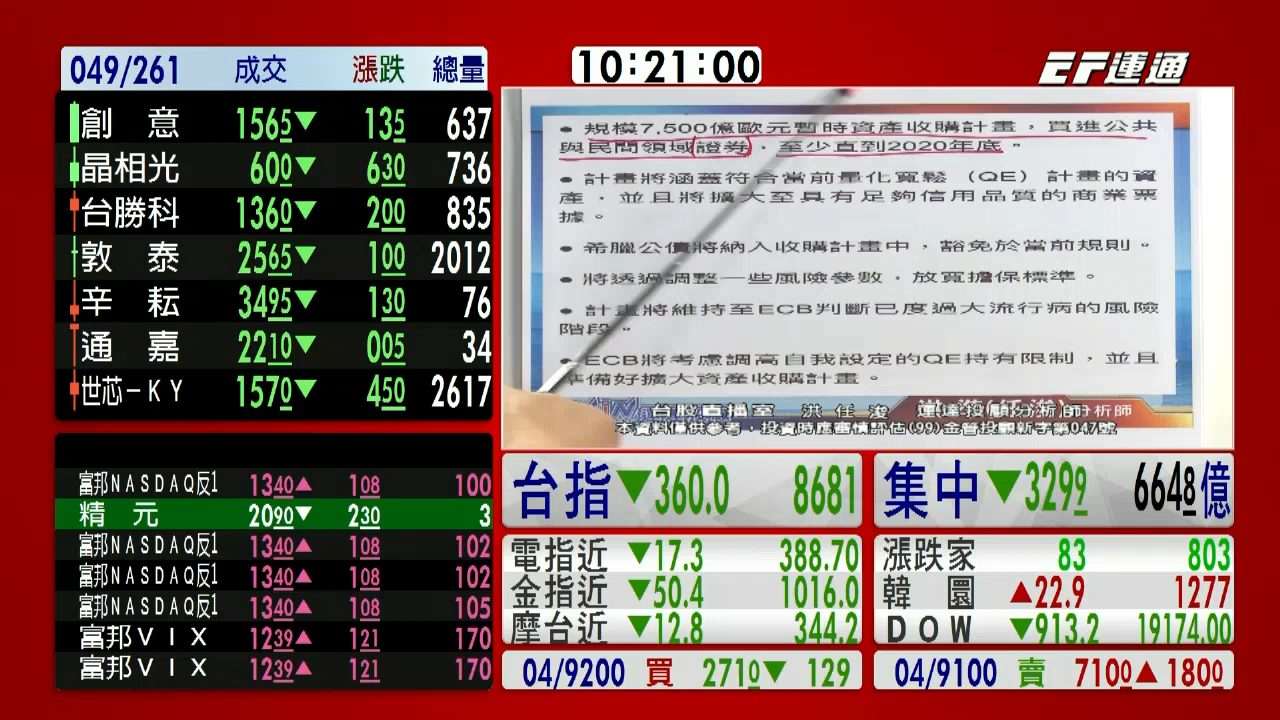 049/261 成交 漲跌 總量
10:21:00
EF運通
創意 1565▼ 135 637
晶相光 600▼ 630 736
台勝科 1360▼ 200 835
敦泰 2565▼ 100 2012
辛耘 3495▼ 130 76
通嘉 2210▼ 005 34
世芯-KY 1570▼ 450 2617
富邦NASDAQ反1 1340▲ 108 100
精元 2090▼ 230 3
富邦NASDAQ反1 1340▲ 108 102
富邦NASDAQ反1 1340▲ 108 102
富邦NASDAQ反1 1340▲ 108 105
富邦VIX 1239▲ 121 170
富邦VIX 1239▲ 121 170
● 規模7,500億歐元暫時資產收購計畫，買進公共
與民間領域證券，至少直到2020年底。
● 計畫將涵蓋符合當前量化寬鬆（QE）計畫的資
產，並且將擴大至具有足夠信用品質的商業票
據。
● 希臘公債將納入收購計畫中，豁免於當前規則。
● 將透過調整一些風險參數，放寬擔保標準。
● 計畫將維持至ECB判斷已度過大流行病的風險
階段。
● ECB將考慮調高自我設定的QE持有限制，並且
準備好擴大資產收購計畫。
台股直播室 洪任浚 運達投顧分析師
本資料僅供參考，投資時應審慎評估(99)金管投顧新字第047號
台指▼360.0 8681
集中▼3299 6648億
電指近 ▼17.3 388.70
金指近 ▼50.4 1016.0
摩台近 ▼12.8 344.2
漲跌家 83 803
韓圜 ▲22.9 1277
DOW ▼913.2 19174.00
04/9200 買 2710▼ 129
04/9100 賣 7100▲ 1800